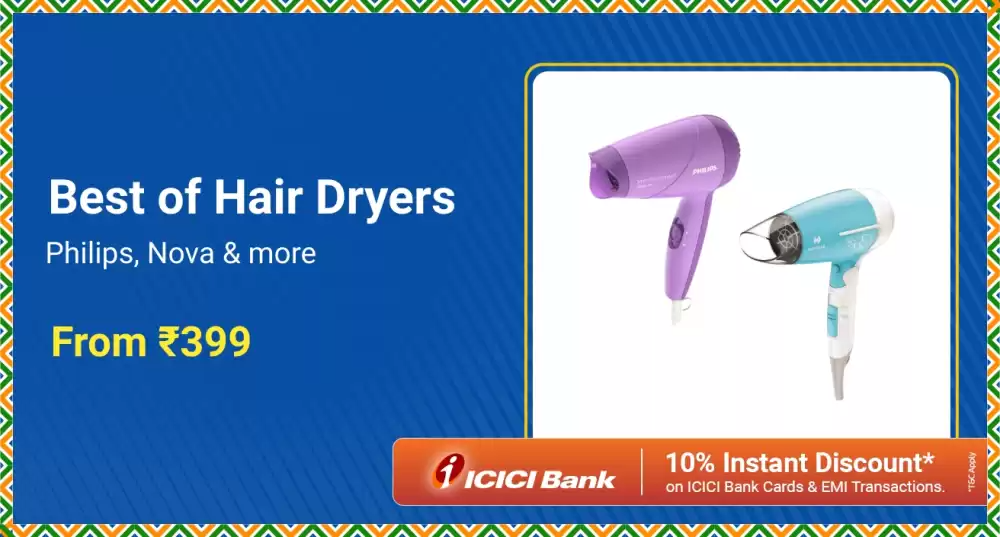 Best of Hair Dryers
Philips, Nova & more
From ₹399
PHILIPS
ICICI Bank
10% Instant Discount*
on ICICI Bank Cards & EMI Transactions.
*T&C Apply